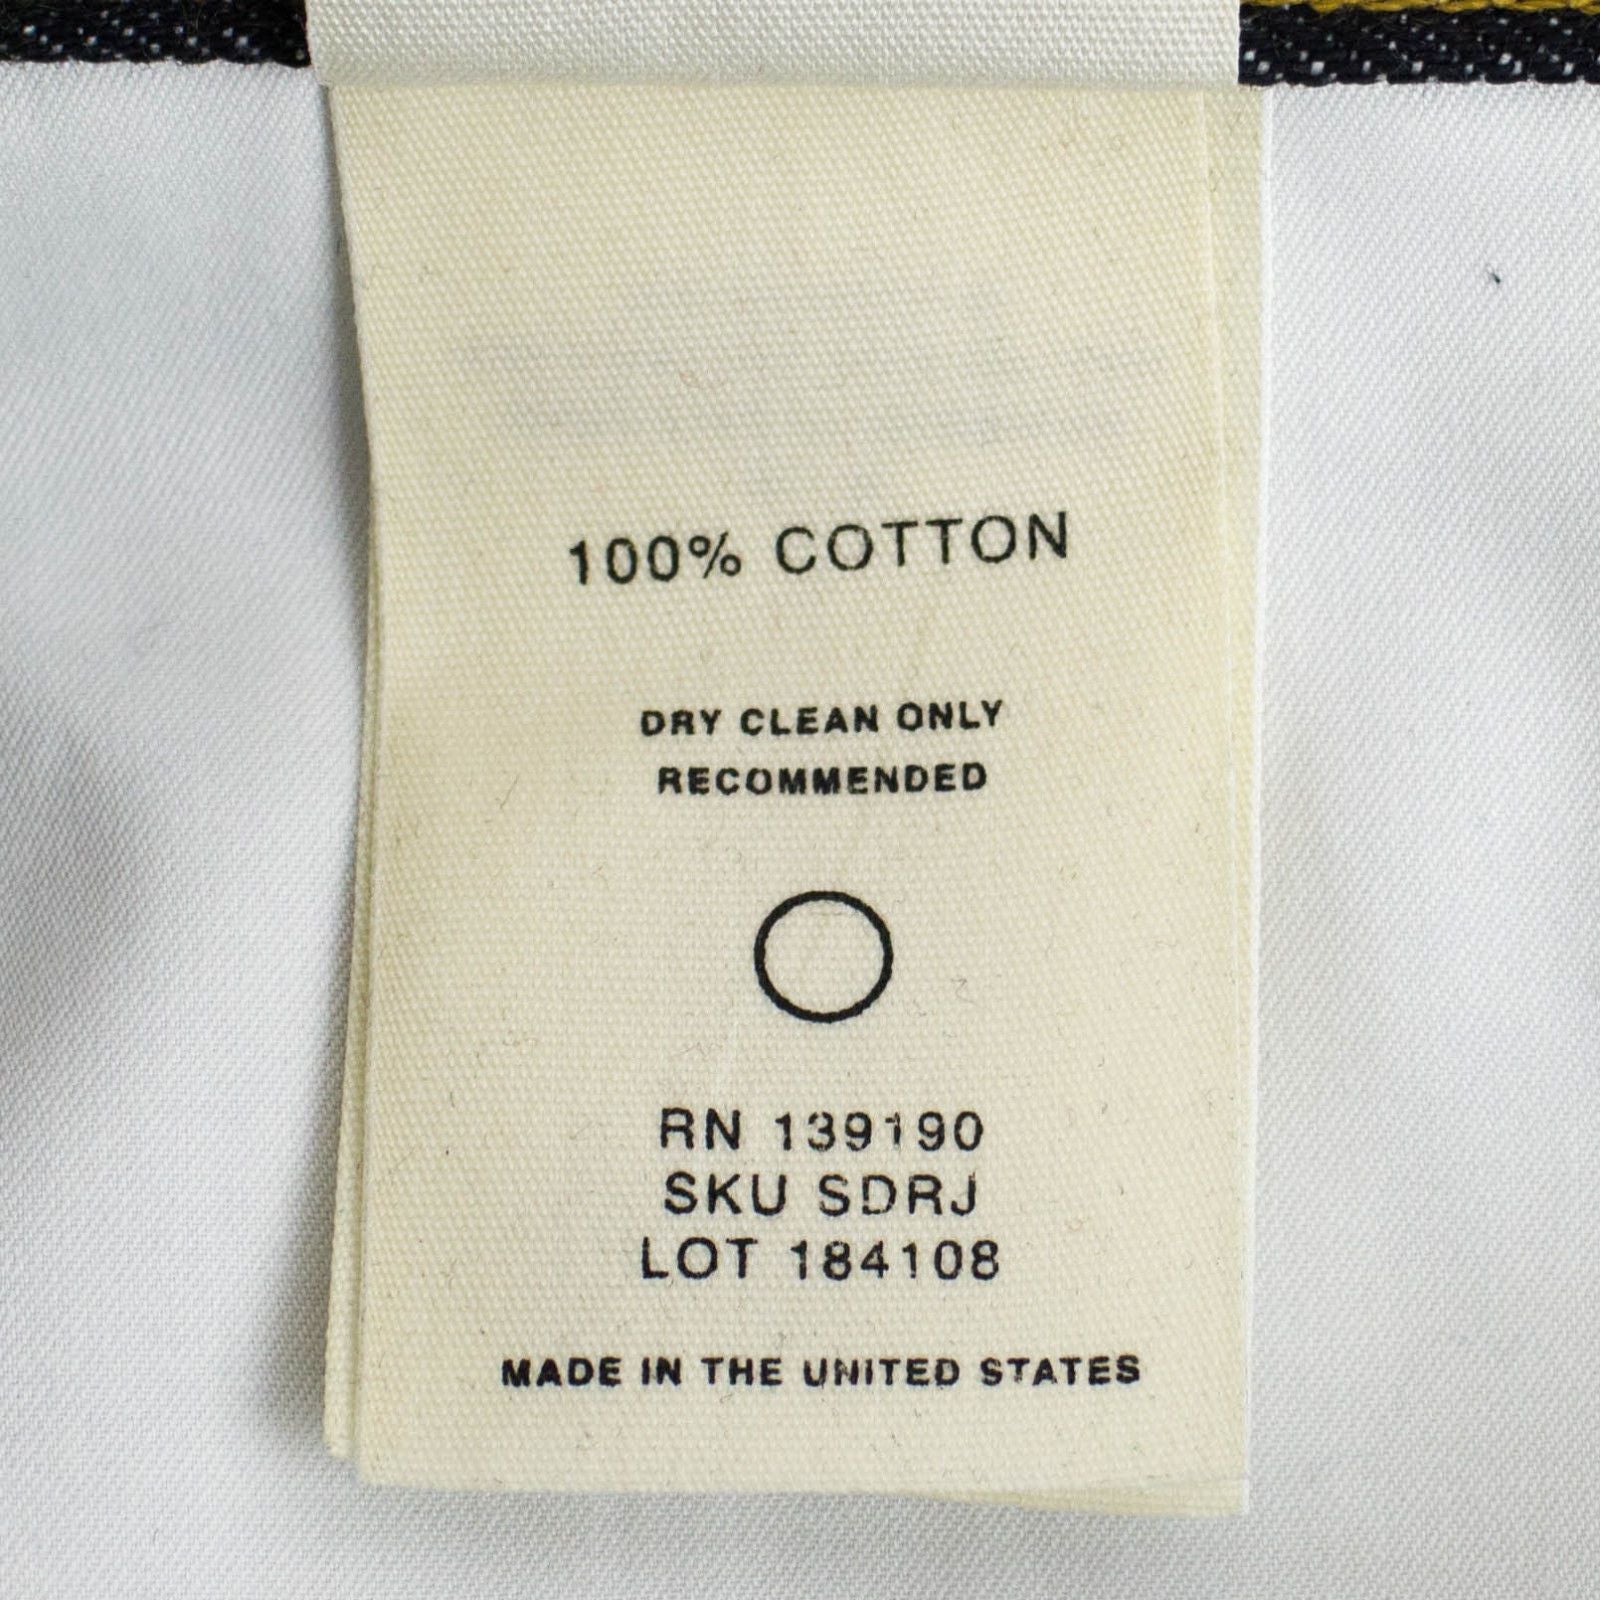 100% COTTON
DRY CLEAN ONLY
RECOMMENDED
RN 139190
SKU SDRJ
LOT 184108
MADE IN THE UNITED STATES